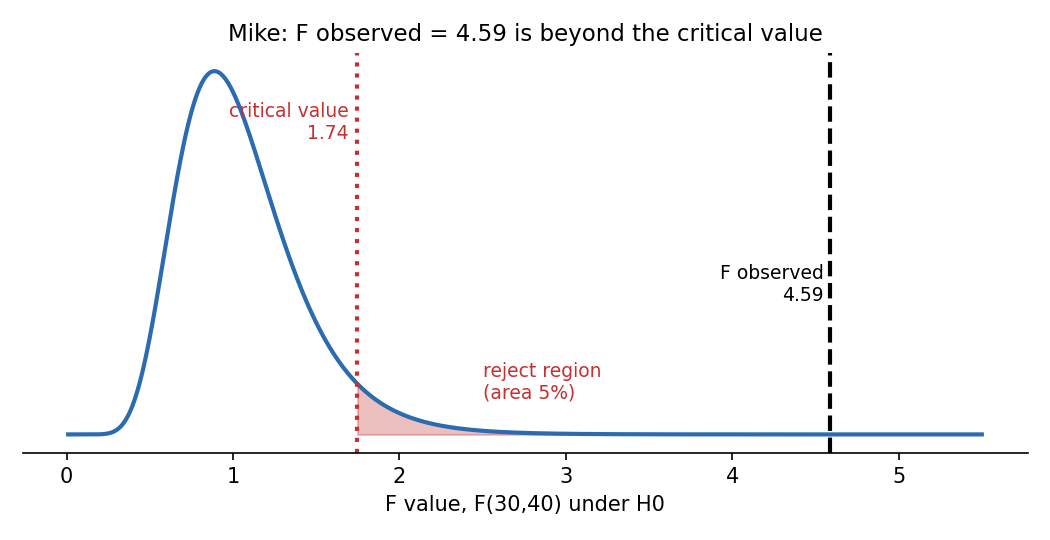 Mike: F observed = 4.59 is beyond the critical value
critical value
1.74
F observed
4.59
reject region
(area 5%)
0 1 2 3 4 5
F value, F(30,40) under H0